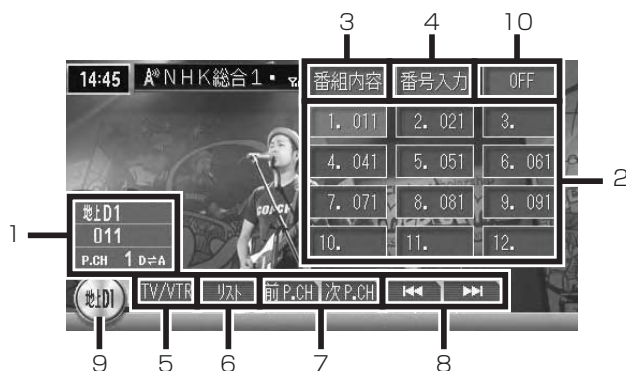 3 4 10
14:45 NHK総合1 番組内容 番号入力 OFF
1. 011 2. 021 3.
4. 041 5. 051 6. 061
7. 071 8. 081 9. 091
10. 11. 12.
2
1
地上D1
011
P.CH 1 D⇄A
地上D1 TV/VTR リスト 前P.CH 次P.CH ⏮ ⏭
9 5 6 7 8